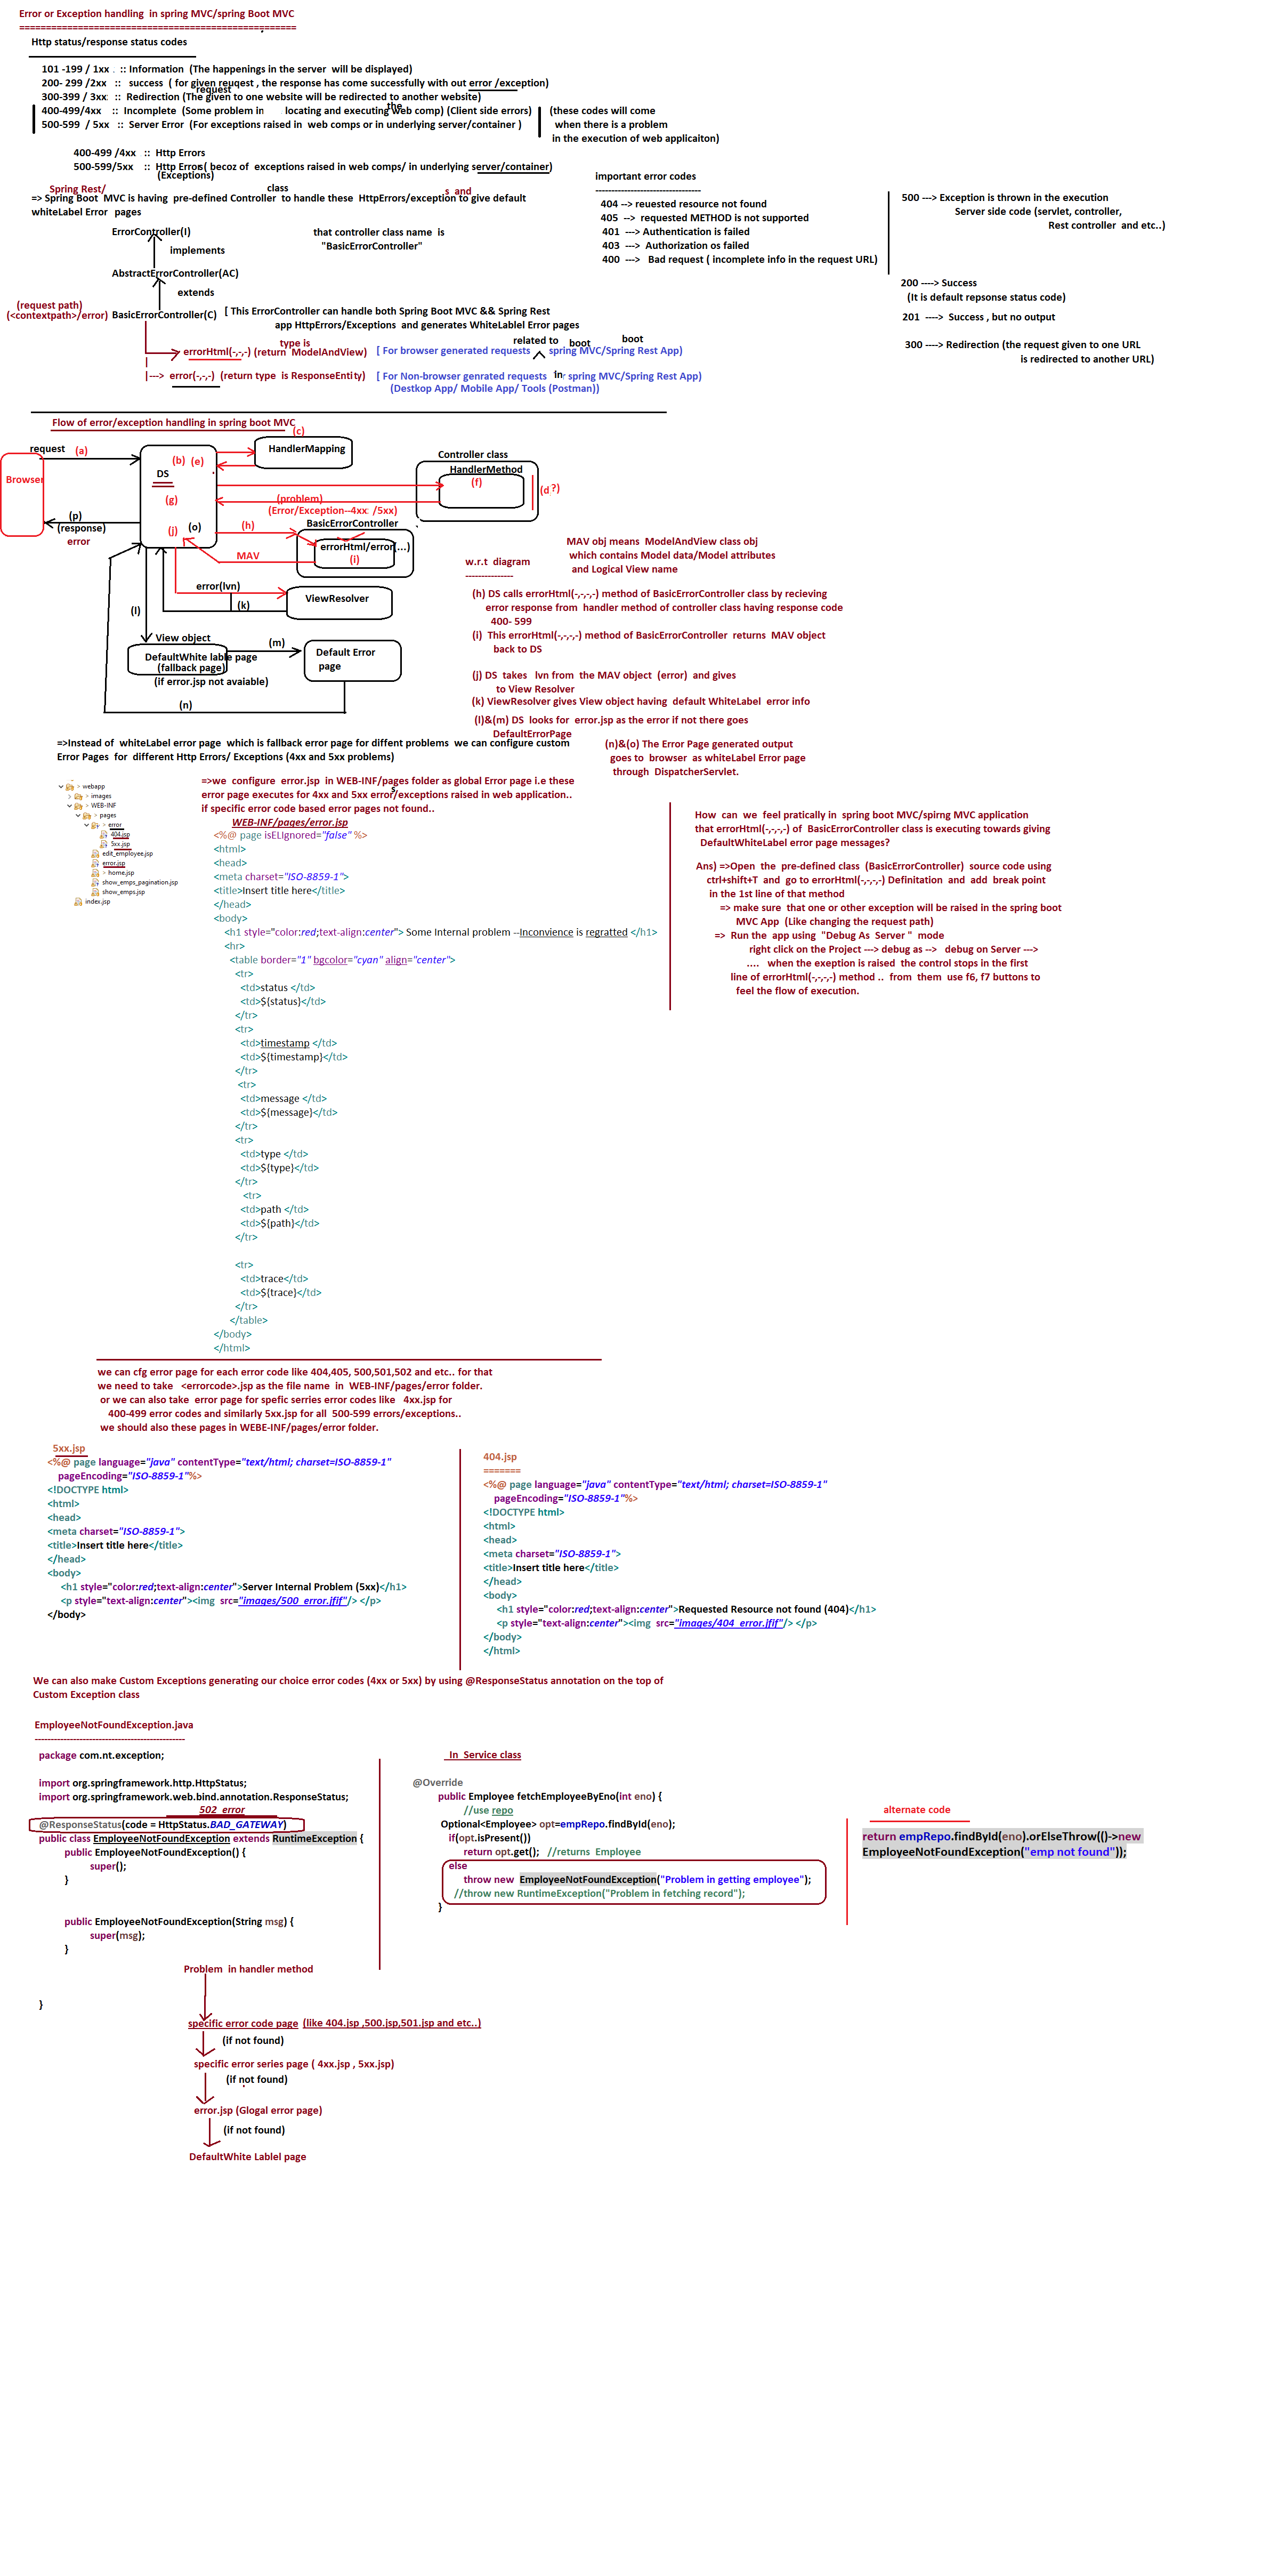 Error or Exception handling  in spring MVC/spring Boot MVC
====================================================
Http status/response status codes
101 -199 / 1xx  :: Information  (The happenings in the server  will be displayed)
200- 299 /2xx   ::   success  ( for given reuqest , the response has come successfully with out error /exception)
request
300-399 / 3xx  ::  Redirection (The given to one website will be redirected to another website)
the
400-499/4xx    ::  Incomplete  (Some problem in       locating and executing web comp) (Client side errors)
500-599  / 5xx   ::  Server Error  (For exceptions raised in  web comps or in underlying server/container )
(these codes will come
when there is a problem
in the execution of web applicaiton)
400-499 /4xx   ::  Http Errors
500-599/5xx    ::  Http Errors( becoz of  exceptions raised in web comps/ in underlying server/container)
(Exceptions)
Spring Rest/
class
s  and
=> Spring Boot  MVC is having  pre-defined Controller  to handle these  HttpErrors/exception to give default
whiteLabel Error   pages
ErrorController(I)
implements
AbstractErrorController(AC)
extends
that controller class name  is
"BasicErrorController"
(request path)
(<contextpath>/error)
BasicErrorController(C)
[ This ErrorController can handle both Spring Boot MVC && Spring Rest
app HttpErrors/Exceptions  and generates WhiteLablel Error pages
type is
related to
boot
boot
errorHtml(-,-,-) (return  ModelAndView)
[ For browser generated requests      spring MVC/Spring Rest App)
|
|---> error(-,-,-)  (return type  is ResponseEntity)
[ For Non-browser genrated requests   in  spring MVC/Spring Rest App)
(Destkop App/ Mobile App/ Tools (Postman))
important error codes
---------------------------------
404 --> reuested resource not found
405  -->  requested METHOD is not supported
401  ---> Authentication is failed
403  --->  Authorization os failed
400  --->   Bad request ( incomplete info in the request URL)
500 ---> Exception is thrown in the execution
Server side code (servlet, controller,
Rest controller  and etc..)
200 ----> Success
(It is default repsonse status code)
201  ----> Success , but no output
300 ----> Redirection (the request given to one URL
is redirected to another URL)
Flow of error/exception handling in spring boot MVC
request
(a)
Browser
(b)
(e)
DS
(g)
(j)
(o)
(c)
HandlerMapping
Controller class
HandlerMethod
(f)
(d ?)
(problem)
(Error/Exception--4xx  /5xx)
(p)
(response)
error
(h)
BasicErrorController
errorHtml/error(...)
(i)
MAV
error(lvn)
(k)
ViewResolver
(l)
View object
DefaultWhite lable page
(fallback page)
(if error.jsp not avaiable)
(m)
Default Error
page
(n)
MAV obj means  ModelAndView class obj
which contains Model data/Model attributes
and Logical View name
w.r.t  diagram
---------------
(h) DS calls errorHtml(-,-,-,-) method of BasicErrorController class by recieving
error response from  handler method of controller class having response code
400- 599
(i)  This errorHtml(-,-,-,-) method of BasicErrorController  returns  MAV object
back to DS
(j) DS  takes   lvn from  the MAV object  (error)  and gives
to View Resolver
(k) ViewResolver gives View object having  default WhiteLabel  error info
(l)&(m) DS  looks for  error.jsp as the error if not there goes
DefaultErrorPage
(n)&(o) The Error Page generated output
goes to  browser  as whiteLabel Error page
through  DispatcherServlet.
=>Instead of  whiteLabel error page  which is fallback error page for diffent problems  we can configure custom
Error Pages  for  different Http Errors/ Exceptions (4xx and 5xx problems)
webapp
images
WEB-INF
pages
error
404.jsp
5xx.jsp
edit_employee.jsp
error.jsp
home.jsp
show_emps_pagination.jsp
show_emps.jsp
index.jsp
=>we  configure  error.jsp  in WEB-INF/pages folder as global Error page i.e these
s
error page executes for 4xx and 5xx error/exceptions raised in web application..
if specific error code based error pages not found..
WEB-INF/pages/error.jsp
<%@ page isELIgnored="false" %>
<html>
<head>
<meta charset="ISO-8859-1">
<title>Insert title here</title>
</head>
<body>
<h1 style="color:red;text-align:center"> Some Internal problem --Inconvience is regratted </h1>
<hr>
<table border="1" bgcolor="cyan" align="center">
<tr>
<td>status </td>
<td>${status}</td>
</tr>
<tr>
<td>timestamp </td>
<td>${timestamp}</td>
</tr>
<tr>
<td>message </td>
<td>${message}</td>
</tr>
<tr>
<td>type </td>
<td>${type}</td>
</tr>
<tr>
<td>path </td>
<td>${path}</td>
</tr>
<tr>
<td>trace</td>
<td>${trace}</td>
</tr>
</table>
</body>
</html>
How  can  we  feel pratically in  spring boot MVC/spirng MVC application
that errorHtml(-,-,-,-) of  BasicErrorController class is executing towards giving
DefaultWhiteLabel error page messages?
Ans) =>Open  the  pre-defined class  (BasicErrorController)  source code using
ctrl+shift+T  and  go to errorHtml(-,-,-,-) Definitation  and  add  break point
in the 1st line of that method
=> make sure  that one or other exception will be raised in the spring boot
MVC App  (Like changing the request path)
=>  Run the  app using  "Debug As  Server "  mode
right click on the Project ---> debug as -->   debug on Server --->
....   when the exeption is raised  the control stops in the first
line of errorHtml(-,-,-,-) method ..  from  them  use f6, f7 buttons to
feel the flow of execution.
we can cfg error page for each error code like 404,405, 500,501,502 and etc.. for that
we need to take   <errorcode>.jsp as the file name  in  WEB-INF/pages/error folder.
or we can also take  error page for spefic serries error codes like   4xx.jsp for
400-499 error codes and similarly 5xx.jsp for all  500-599 errors/exceptions..
we should also these pages in WEBE-INF/pages/error folder.
5xx.jsp
<%@ page language="java" contentType="text/html; charset=ISO-8859-1"
pageEncoding="ISO-8859-1"%>
<!DOCTYPE html>
<html>
<head>
<meta charset="ISO-8859-1">
<title>Insert title here</title>
</head>
<body>
<h1 style="color:red;text-align:center">Server Internal Problem (5xx)</h1>
<p style="text-align:center"><img  src="images/500_error.jfif"/> </p>
</body>
404.jsp
=======
<%@ page language="java" contentType="text/html; charset=ISO-8859-1"
pageEncoding="ISO-8859-1"%>
<!DOCTYPE html>
<html>
<head>
<meta charset="ISO-8859-1">
<title>Insert title here</title>
</head>
<body>
<h1 style="color:red;text-align:center">Requested Resource not found (404)</h1>
<p style="text-align:center"><img  src="images/404_error.jfif"/> </p>
</body>
</html>
We can also make Custom Exceptions generating our choice error codes (4xx or 5xx) by using @ResponseStatus annotation on the top of
Custom Exception class
EmployeeNotFoundException.java
-----------------------------------------------
package com.nt.exception;
import org.springframework.http.HttpStatus;
import org.springframework.web.bind.annotation.ResponseStatus;
502  error
@ResponseStatus(code = HttpStatus.BAD_GATEWAY)
public class EmployeeNotFoundException extends RuntimeException {
public EmployeeNotFoundException() {
super();
}
public EmployeeNotFoundException(String msg) {
super(msg);
}
}
In  Service class
@Override
public Employee fetchEmployeeByEno(int eno) {
//use repo
Optional<Employee> opt=empRepo.findById(eno);
if(opt.isPresent())
return opt.get();   //returns  Employee
else
throw new  EmployeeNotFoundException("Problem in getting employee");
//throw new RuntimeException("Problem in fetching record");
}
alternate code
return empRepo.findById(eno).orElseThrow(()->new
EmployeeNotFoundException("emp not found"));
Problem  in handler method
specific error code page  (like 404.jsp ,500.jsp,501.jsp and etc..)
(if not found)
specific error series page ( 4xx.jsp , 5xx.jsp)
(if not found)
error.jsp (Glogal error page)
(if not found)
DefaultWhite Lablel page